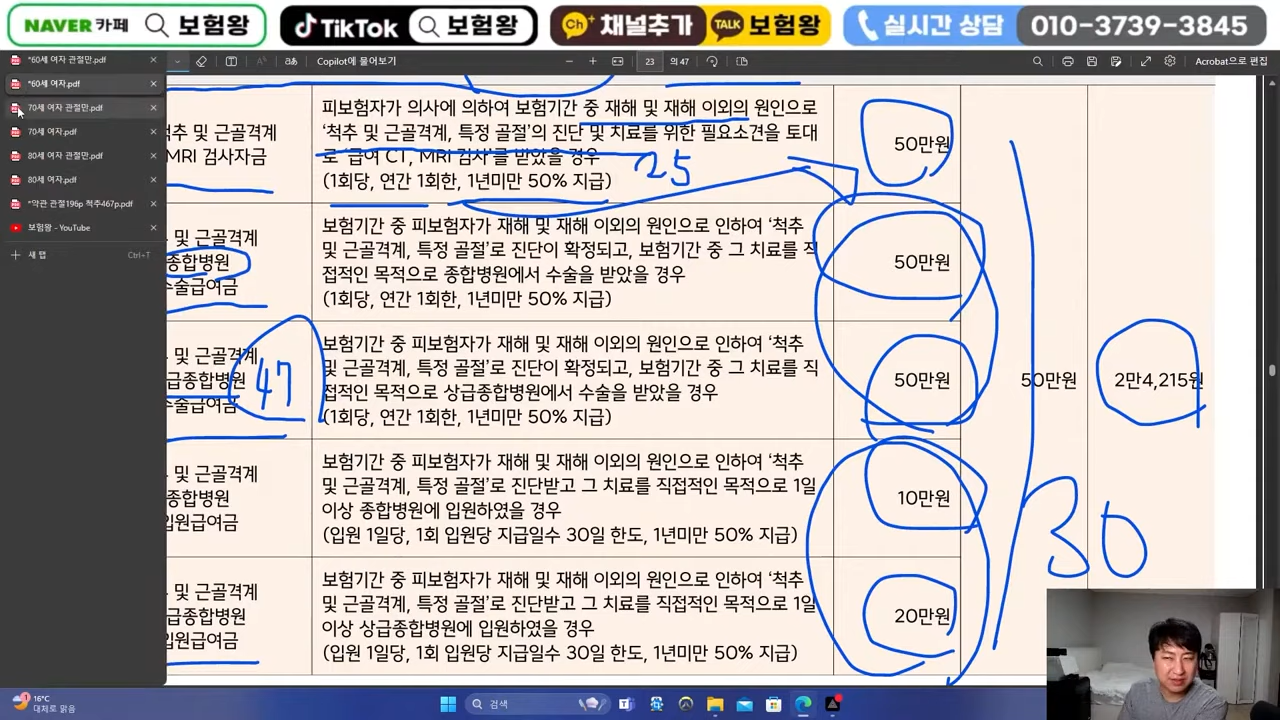 NAVER 카페 보험왕
TikTok 보험왕
Ch+ 채널추가 TALK 보험왕
실시간 상담 010-3739-3845
*60세 여자 관절만.pdf
*60세 여자.pdf
70세 여자 관절만.pdf
70세 여자.pdf
80세 여자 관절만.pdf
80세 여자.pdf
*약관 관절196p 척추467p.pdf
보험왕 - YouTube
새 탭 Ctrl+T
Copilot에 물어보기
23 의 47
Acrobat으로 편집
척추 및 근골격계
MRI 검사자금
피보험자가 의사에 의하여 보험기간 중 재해 및 재해 이외의 원인으로
'척추 및 근골격계, 특정 골절'의 진단 및 치료를 위한 필요소견을 토대
로 '급여 CT, MRI 검사'를 받았을 경우
(1회당, 연간 1회한, 1년미만 50% 지급)
25
50만원
및 근골격계
종합병원
수술급여금
보험기간 중 피보험자가 재해 및 재해 이외의 원인으로 인하여 '척추
및 근골격계, 특정 골절'로 진단이 확정되고, 보험기간 중 그 치료를 직
접적인 목적으로 종합병원에서 수술을 받았을 경우
(1회당, 연간 1회한, 1년미만 50% 지급)
50만원
및 근골격계
급종합병원
수술급여금
47
보험기간 중 피보험자가 재해 및 재해 이외의 원인으로 인하여 '척추
및 근골격계, 특정 골절'로 진단이 확정되고, 보험기간 중 그 치료를 직
접적인 목적으로 상급종합병원에서 수술을 받았을 경우
(1회당, 연간 1회한, 1년미만 50% 지급)
50만원
50만원
2만4,215원
및 근골격계
종합병원
입원급여금
보험기간 중 피보험자가 재해 및 재해 이외의 원인으로 인하여 '척추
및 근골격계, 특정 골절'로 진단받고 그 치료를 직접적인 목적으로 1일
이상 종합병원에 입원하였을 경우
(입원 1일당, 1회 입원당 지급일수 30일 한도, 1년미만 50% 지급)
10만원
30
및 근골격계
급종합병원
입원급여금
보험기간 중 피보험자가 재해 및 재해 이외의 원인으로 인하여 '척추
및 근골격계, 특정 골절'로 진단받고 그 치료를 직접적인 목적으로 1일
이상 상급종합병원에 입원하였을 경우
(입원 1일당, 1회 입원당 지급일수 30일 한도, 1년미만 50% 지급)
20만원
16°C
대체로 맑음
검색